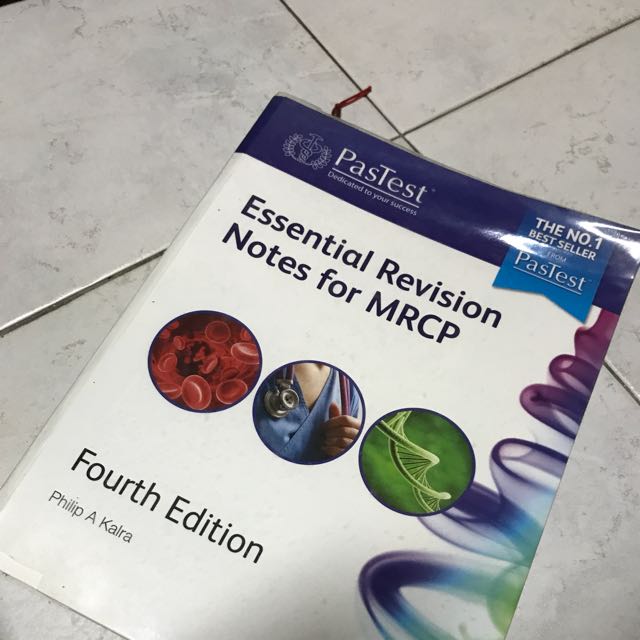 PasTest®
Dedicated to your success
THE NO.1
BEST SELLER
FROM
PasTest
Essential Revision
Notes for MRCP
Fourth Edition
Philip A Kalra